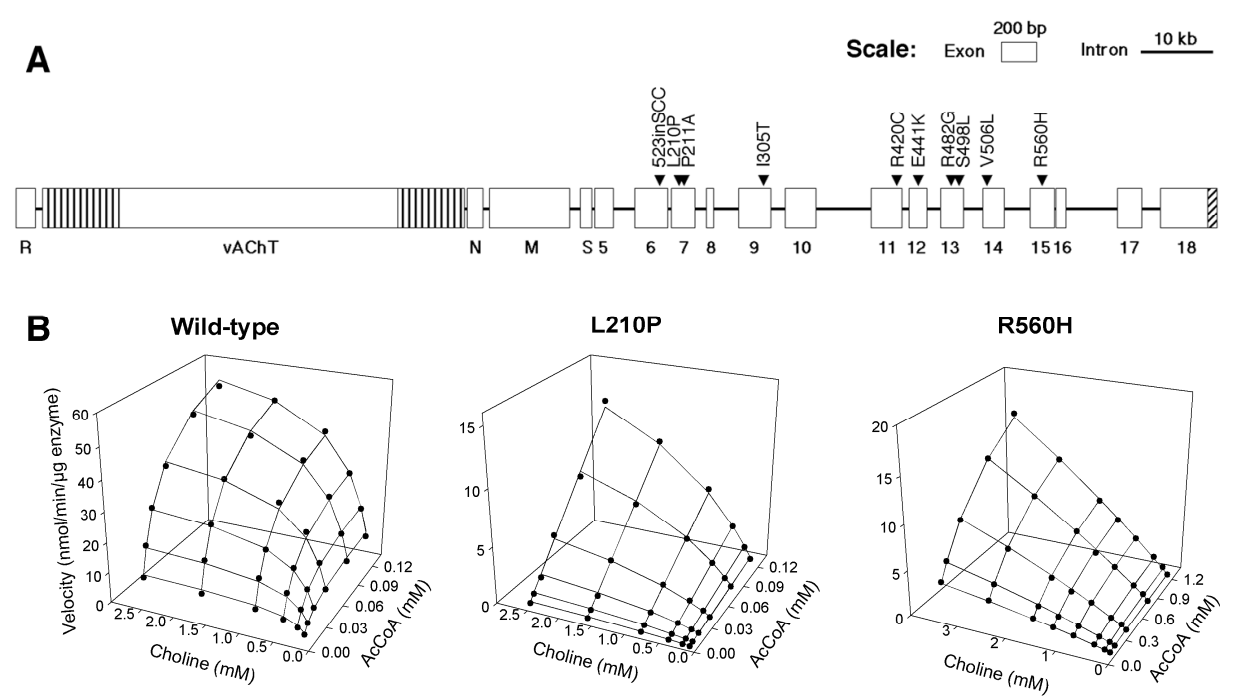 A
Scale:
Exon
200 bp
Intron
10 kb
523inSCC
L210P
P211A
I305T
R420C
E441K
R482G
S498L
V506L
R560H
R vAChT N M S 5 6 7 8 9 10 11 12 13 14 15 16 17 18
B
Wild-type
Velocity (nmol/min/µg enzyme)
60
50
40
30
20
10
0
2.5 2.0 1.5 1.0 0.5 0.0
Choline (mM)
0.12
0.09
0.06
0.03
0.00
AcCoA (mM)
L210P
15
10
5
0
2.5 2.0 1.5 1.0 0.5 0.0
Choline (mM)
0.12
0.09
0.06
0.03
0.00
AcCoA (mM)
R560H
20
15
10
5
0
3 2 1 0
Choline (mM)
1.2
0.9
0.6
0.3
0.0
AcCoA (mM)